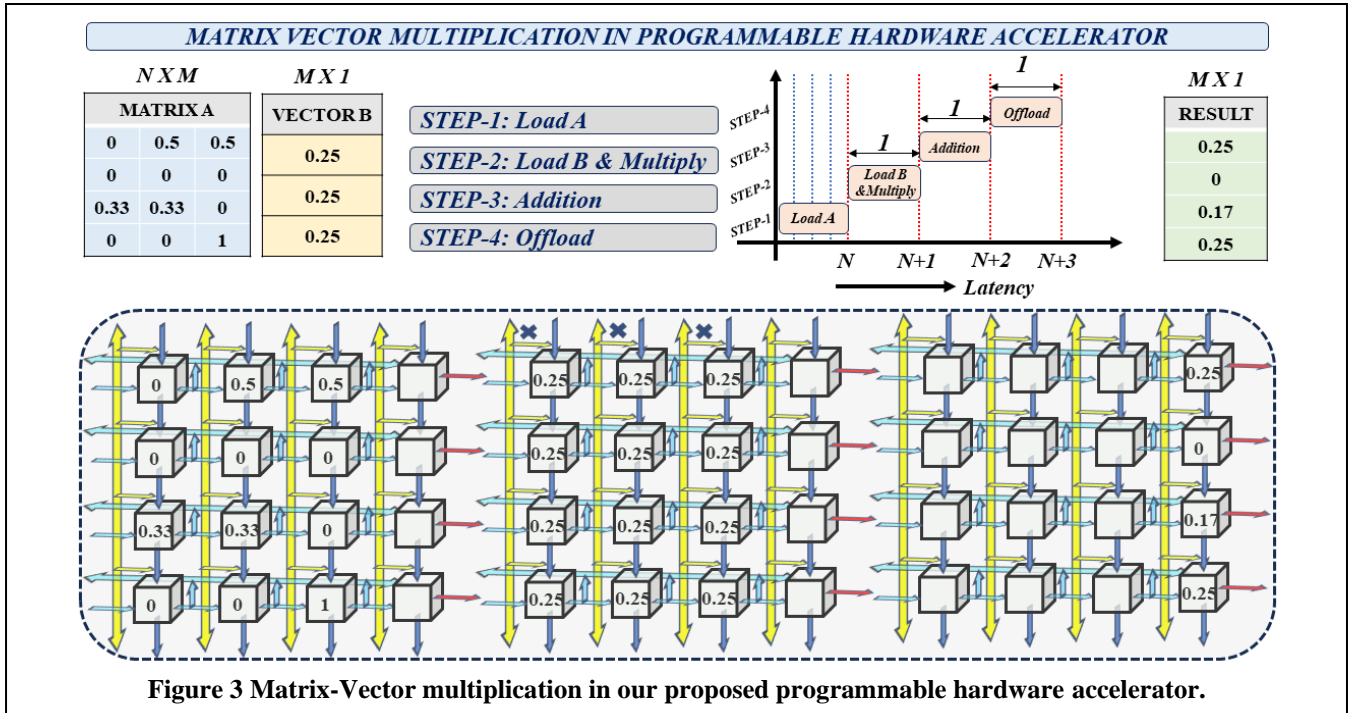 MATRIX VECTOR MULTIPLICATION IN PROGRAMMABLE HARDWARE ACCELERATOR
N X M
MATRIX A
0 0.5 0.5
0 0 0
0.33 0.33 0
0 0 1
M X 1
VECTOR B
0.25
0.25
0.25
STEP-1: Load A
STEP-2: Load B & Multiply
STEP-3: Addition
STEP-4: Offload
STEP-4
STEP-3
STEP-2
STEP-1
1
Offload
1
Addition
1
Load B
&Multiply
Load A
N N+1 N+2 N+3
Latency
M X 1
RESULT
0.25
0
0.17
0.25
0 0.5 0.5
0 0 0
0.33 0.33 0
0 0 1
0.25 0.25 0.25
0.25 0.25 0.25
0.25 0.25 0.25
0.25 0.25 0.25
0.25
0
0.17
0.25
Figure 3 Matrix-Vector multiplication in our proposed programmable hardware accelerator.